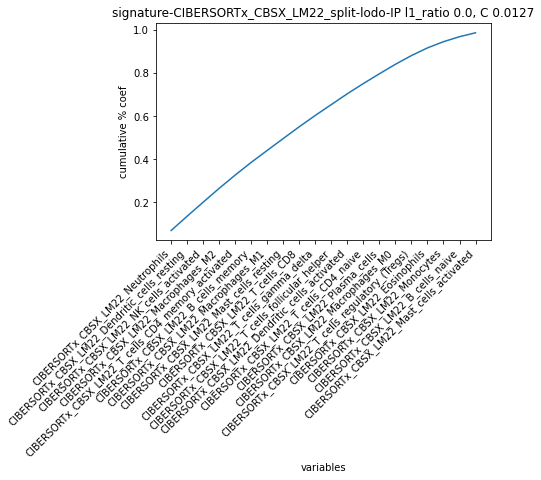 signature-CIBERSORTx_CBSX_LM22_split-lodo-IP l1_ratio 0.0, C 0.0127
1.0
0.8
0.6
0.4
0.2
cumulative % coef
CIBERSORTx_CBSX_LM22_Neutrophils
CIBERSORTx_CBSX_LM22_Dendritic_cells_resting
CIBERSORTx_CBSX_LM22_NK_cells_activated
CIBERSORTx_CBSX_LM22_Macrophages_M2
CIBERSORTx_CBSX_LM22_T_cells_CD4_memory_activated
CIBERSORTx_CBSX_LM22_B_cells_memory
CIBERSORTx_CBSX_LM22_Macrophages_M1
CIBERSORTx_CBSX_LM22_Mast_cells_resting
CIBERSORTx_CBSX_LM22_T_cells_CD8
CIBERSORTx_CBSX_LM22_T_cells_gamma_delta
CIBERSORTx_CBSX_LM22_T_cells_follicular_helper
CIBERSORTx_CBSX_LM22_Dendritic_cells_activated
CIBERSORTx_CBSX_LM22_T_cells_CD4_naive
CIBERSORTx_CBSX_LM22_Plasma_cells
CIBERSORTx_CBSX_LM22_Macrophages_M0
CIBERSORTx_CBSX_LM22_T_cells_regulatory_(Tregs)
CIBERSORTx_CBSX_LM22_Eosinophils
CIBERSORTx_CBSX_LM22_Monocytes
CIBERSORTx_CBSX_LM22_B_cells_naive
CIBERSORTx_CBSX_LM22_Mast_cells_activated
variables